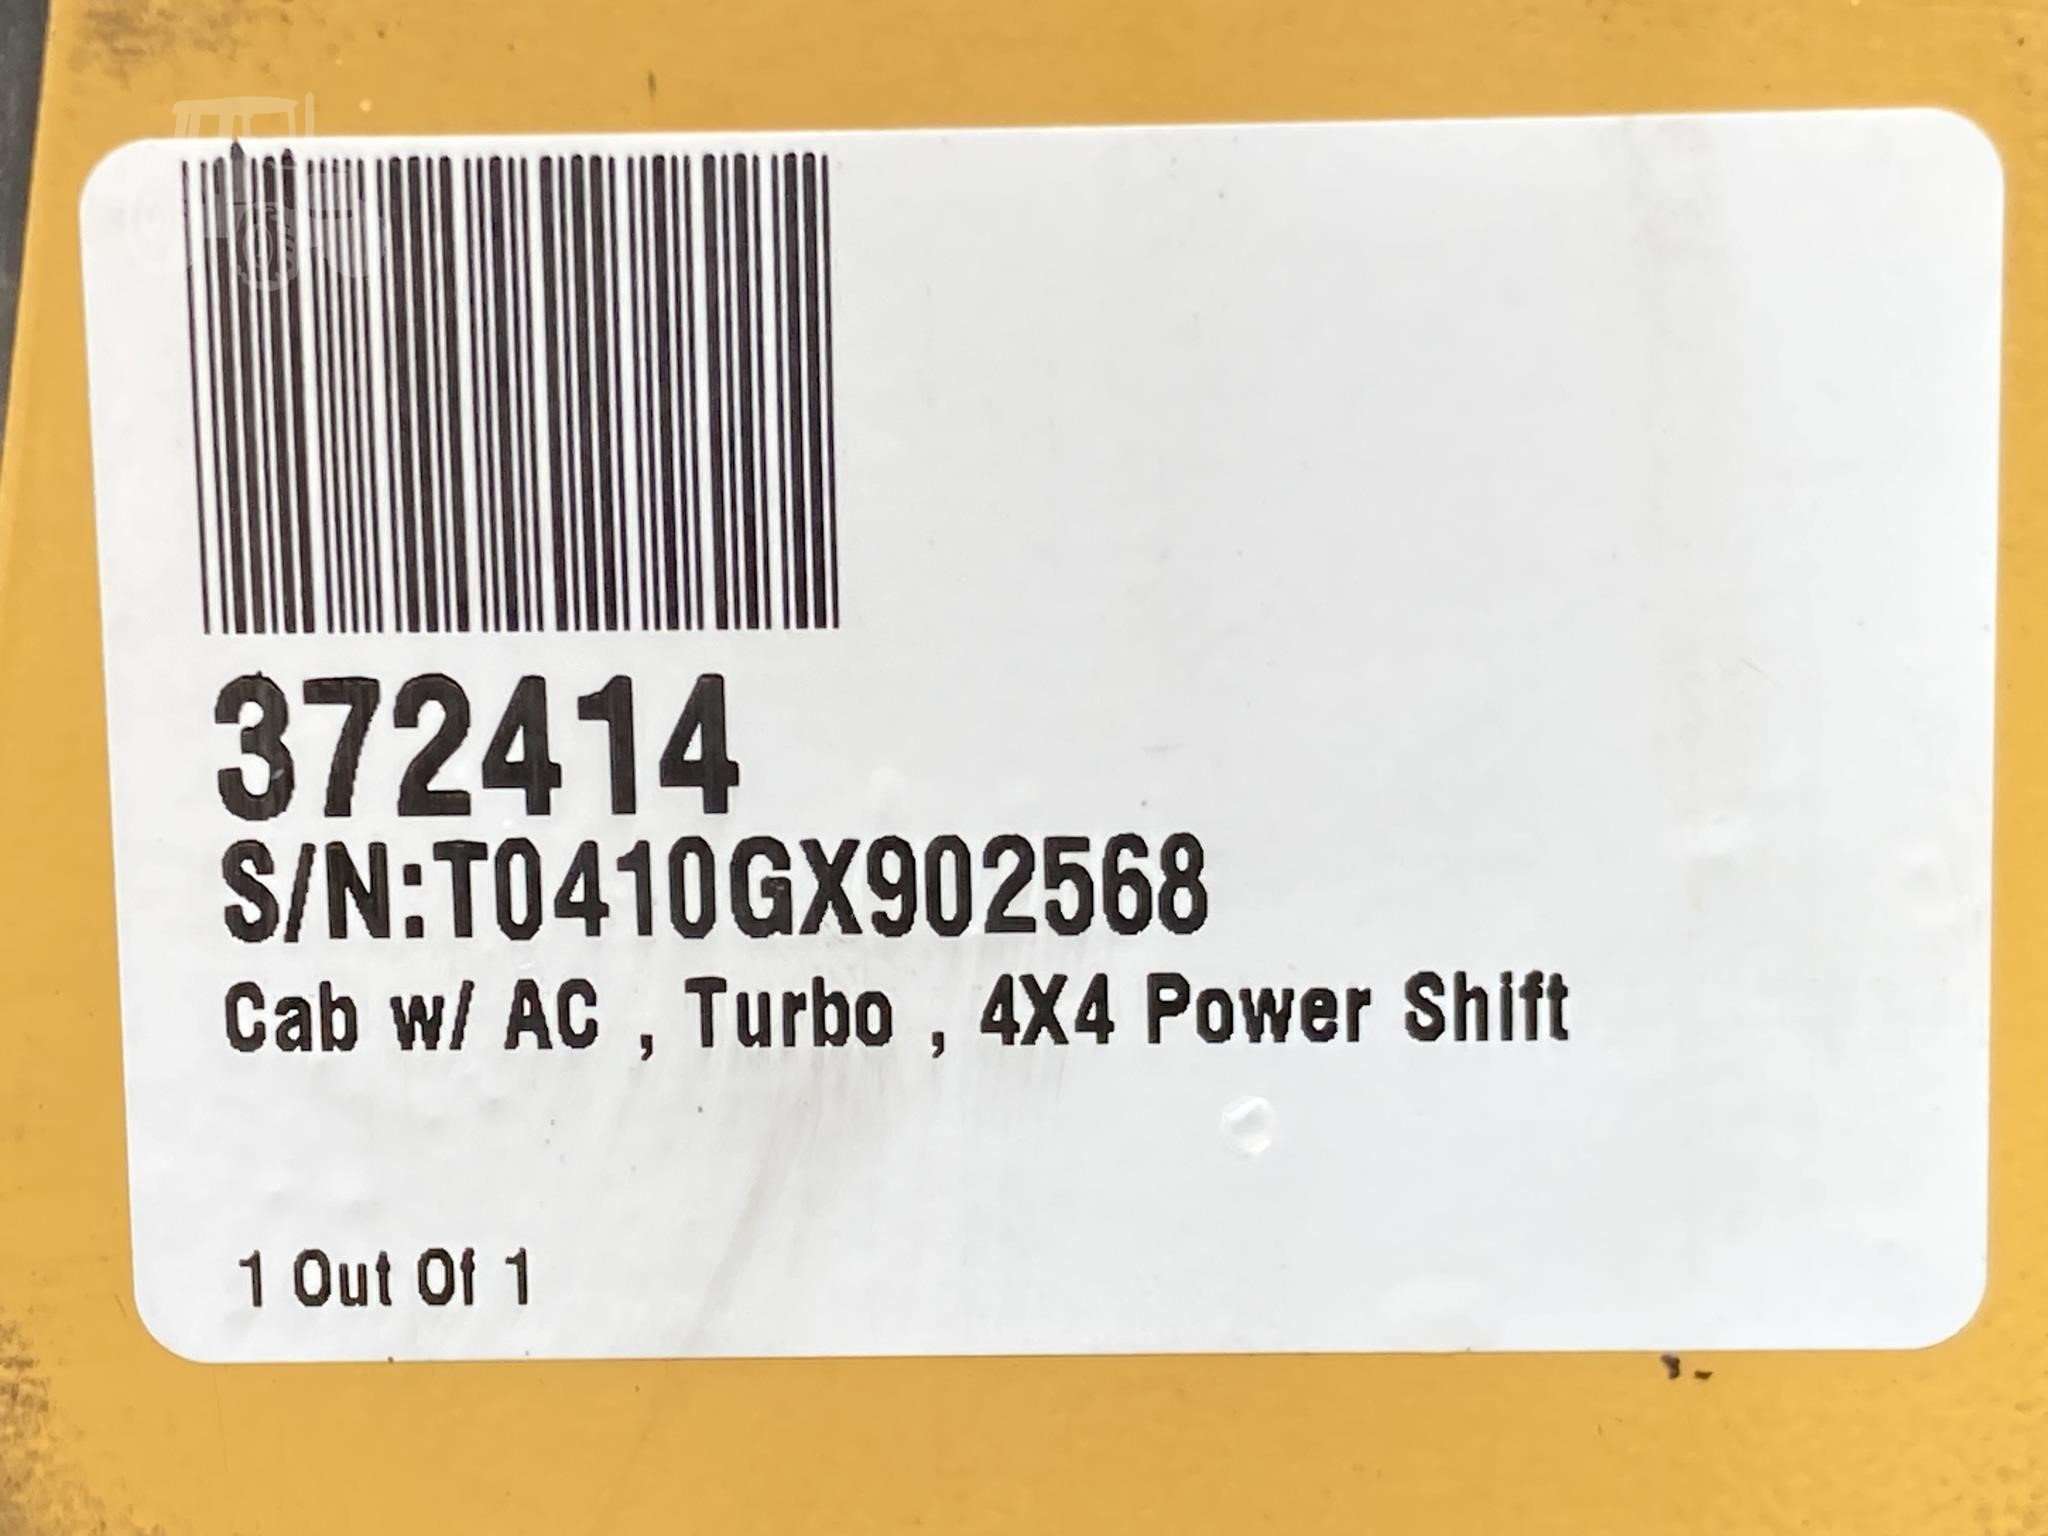 372414
S/N:T0410GX902568
Cab w/ AC , Turbo , 4X4 Power Shift
1 Out Of 1